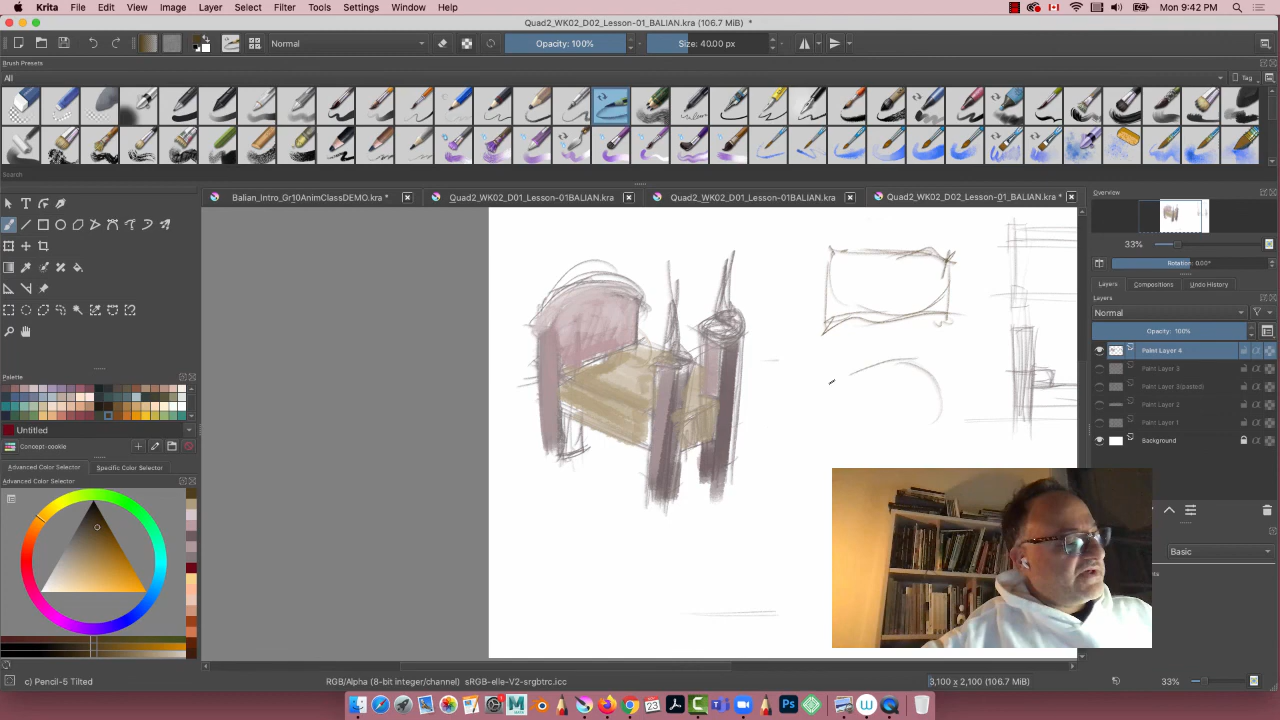 Krita File Edit View Image Layer Select Filter Tools Settings Window Help
Mon 9:42 PM
Quad2_WK02_D02_Lesson-01_BALIAN.kra (106.7 MiB) *
Normal Opacity: 100% Size: 40.00 px
Brush Presets
All Tag
Search
Balian_Intro_Gr10AnimClassDEMO.kra * Quad2_WK02_D01_Lesson-01BALIAN.kra Quad2_WK02_D01_Lesson-01BALIAN.kra Quad2_WK02_D02_Lesson-01_BALIAN.kra *
Overview
33%
Rotation: 0.00°
Layers Compositions Undo History
Layers
Normal
Opacity: 100%
Paint Layer 4
Paint Layer 3
Paint Layer 3(pasted)
Paint Layer 2
Paint Layer 1
Background
Basic
Palette
Untitled
Concept-cookie
Advanced Color Selector Specific Color Selector
Advanced Color Selector
c) Pencil-5 Tilted RGB/Alpha (8-bit integer/channel) sRGB-elle-V2-srgbtrc.icc 3,100 x 2,100 (106.7 MiB) 33%